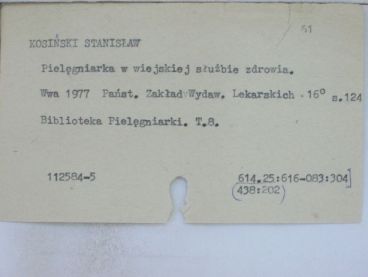 51
KOSIŃSKI STANISŁAW
Pielęgniarka w wiejskiej służbie zdrowia.
Wwa 1977 Państ. Zakład Wydaw. Lekarskich . 16° s.124
Biblioteka Pielęgniarki. T.8.
112584-5 614.25:616-083:304]
(438:202)